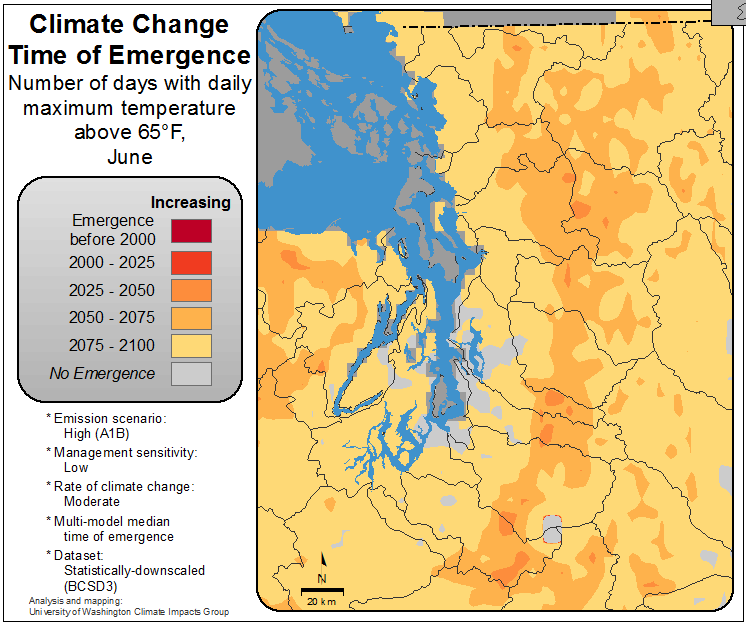 Climate Change
Time of Emergence
Number of days with daily
maximum temperature
above 65°F,
June
Increasing
Emergence
before 2000
2000 - 2025
2025 - 2050
2050 - 2075
2075 - 2100
No Emergence
* Emission scenario:
High (A1B)
* Management sensitivity:
Low
* Rate of climate change:
Moderate
* Multi-model median
time of emergence
* Dataset:
Statistically-downscaled
(BCSD3)
Analysis and mapping:
University of Washington Climate Impacts Group
N
20 km